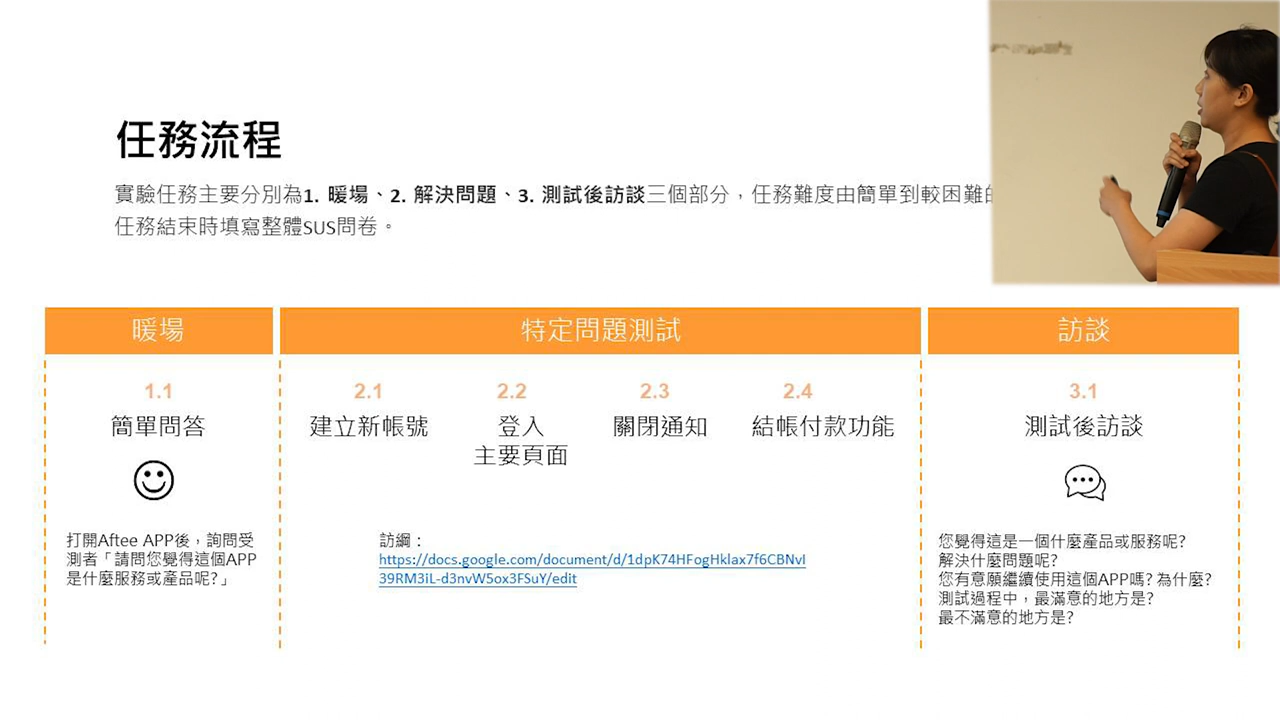 任務流程
實驗任務主要分別為1. 暖場、2. 解決問題、3. 測試後訪談三個部分，任務難度由簡單到較困難
任務結束時填寫整體SUS問卷。
暖場
特定問題測試
訪談
1.1
簡單問答
打開Aftee APP後，詢問受
測者「請問您覺得這個APP
是什麼服務或產品呢?」
2.1
建立新帳號
2.2
登入
主要頁面
2.3
關閉通知
2.4
結帳付款功能
訪綱：
https://docs.google.com/document/d/1dpK74HFogHklax7f6CBNvI
39RM3iL-d3nvW5ox3FSuY/edit
3.1
測試後訪談
您覺得這是一個什麼產品或服務呢?
解決什麼問題呢?
您有意願繼續使用這個APP嗎? 為什麼?
測試過程中，最滿意的地方是?
最不滿意的地方是?